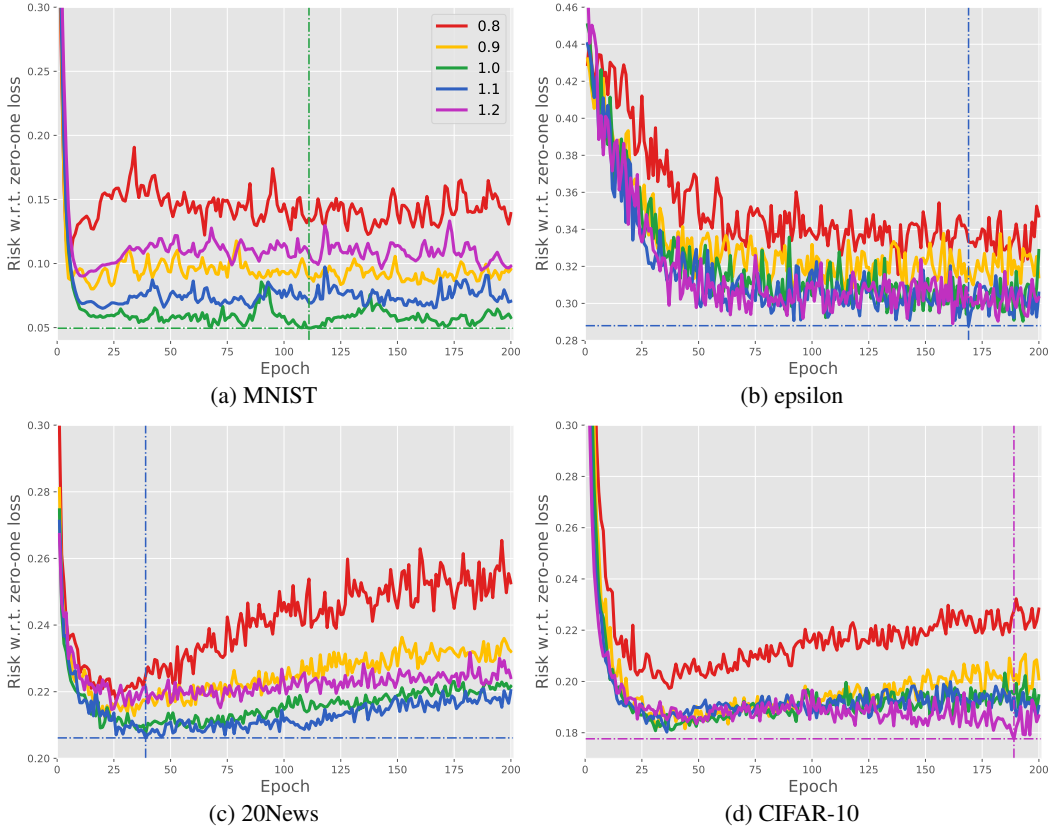 0.30
0.25
0.20
0.15
0.10
0.05
Risk w.r.t. zero-one loss
0 25 50 75 100 125 150 175 200
Epoch
0.8
0.9
1.0
1.1
1.2
(a) MNIST
0.46
0.44
0.42
0.40
0.38
0.36
0.34
0.32
0.30
0.28
Risk w.r.t. zero-one loss
0 25 50 75 100 125 150 175 200
Epoch
(b) epsilon
0.30
0.28
0.26
0.24
0.22
0.20
Risk w.r.t. zero-one loss
0 25 50 75 100 125 150 175 200
Epoch
(c) 20News
0.30
0.28
0.26
0.24
0.22
0.20
0.18
Risk w.r.t. zero-one loss
0 25 50 75 100 125 150 175 200
Epoch
(d) CIFAR-10